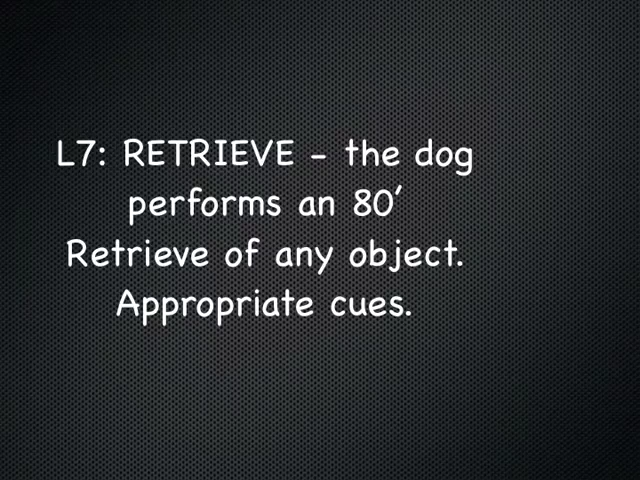 L7: RETRIEVE - the dog
performs an 80'
Retrieve of any object.
Appropriate cues.